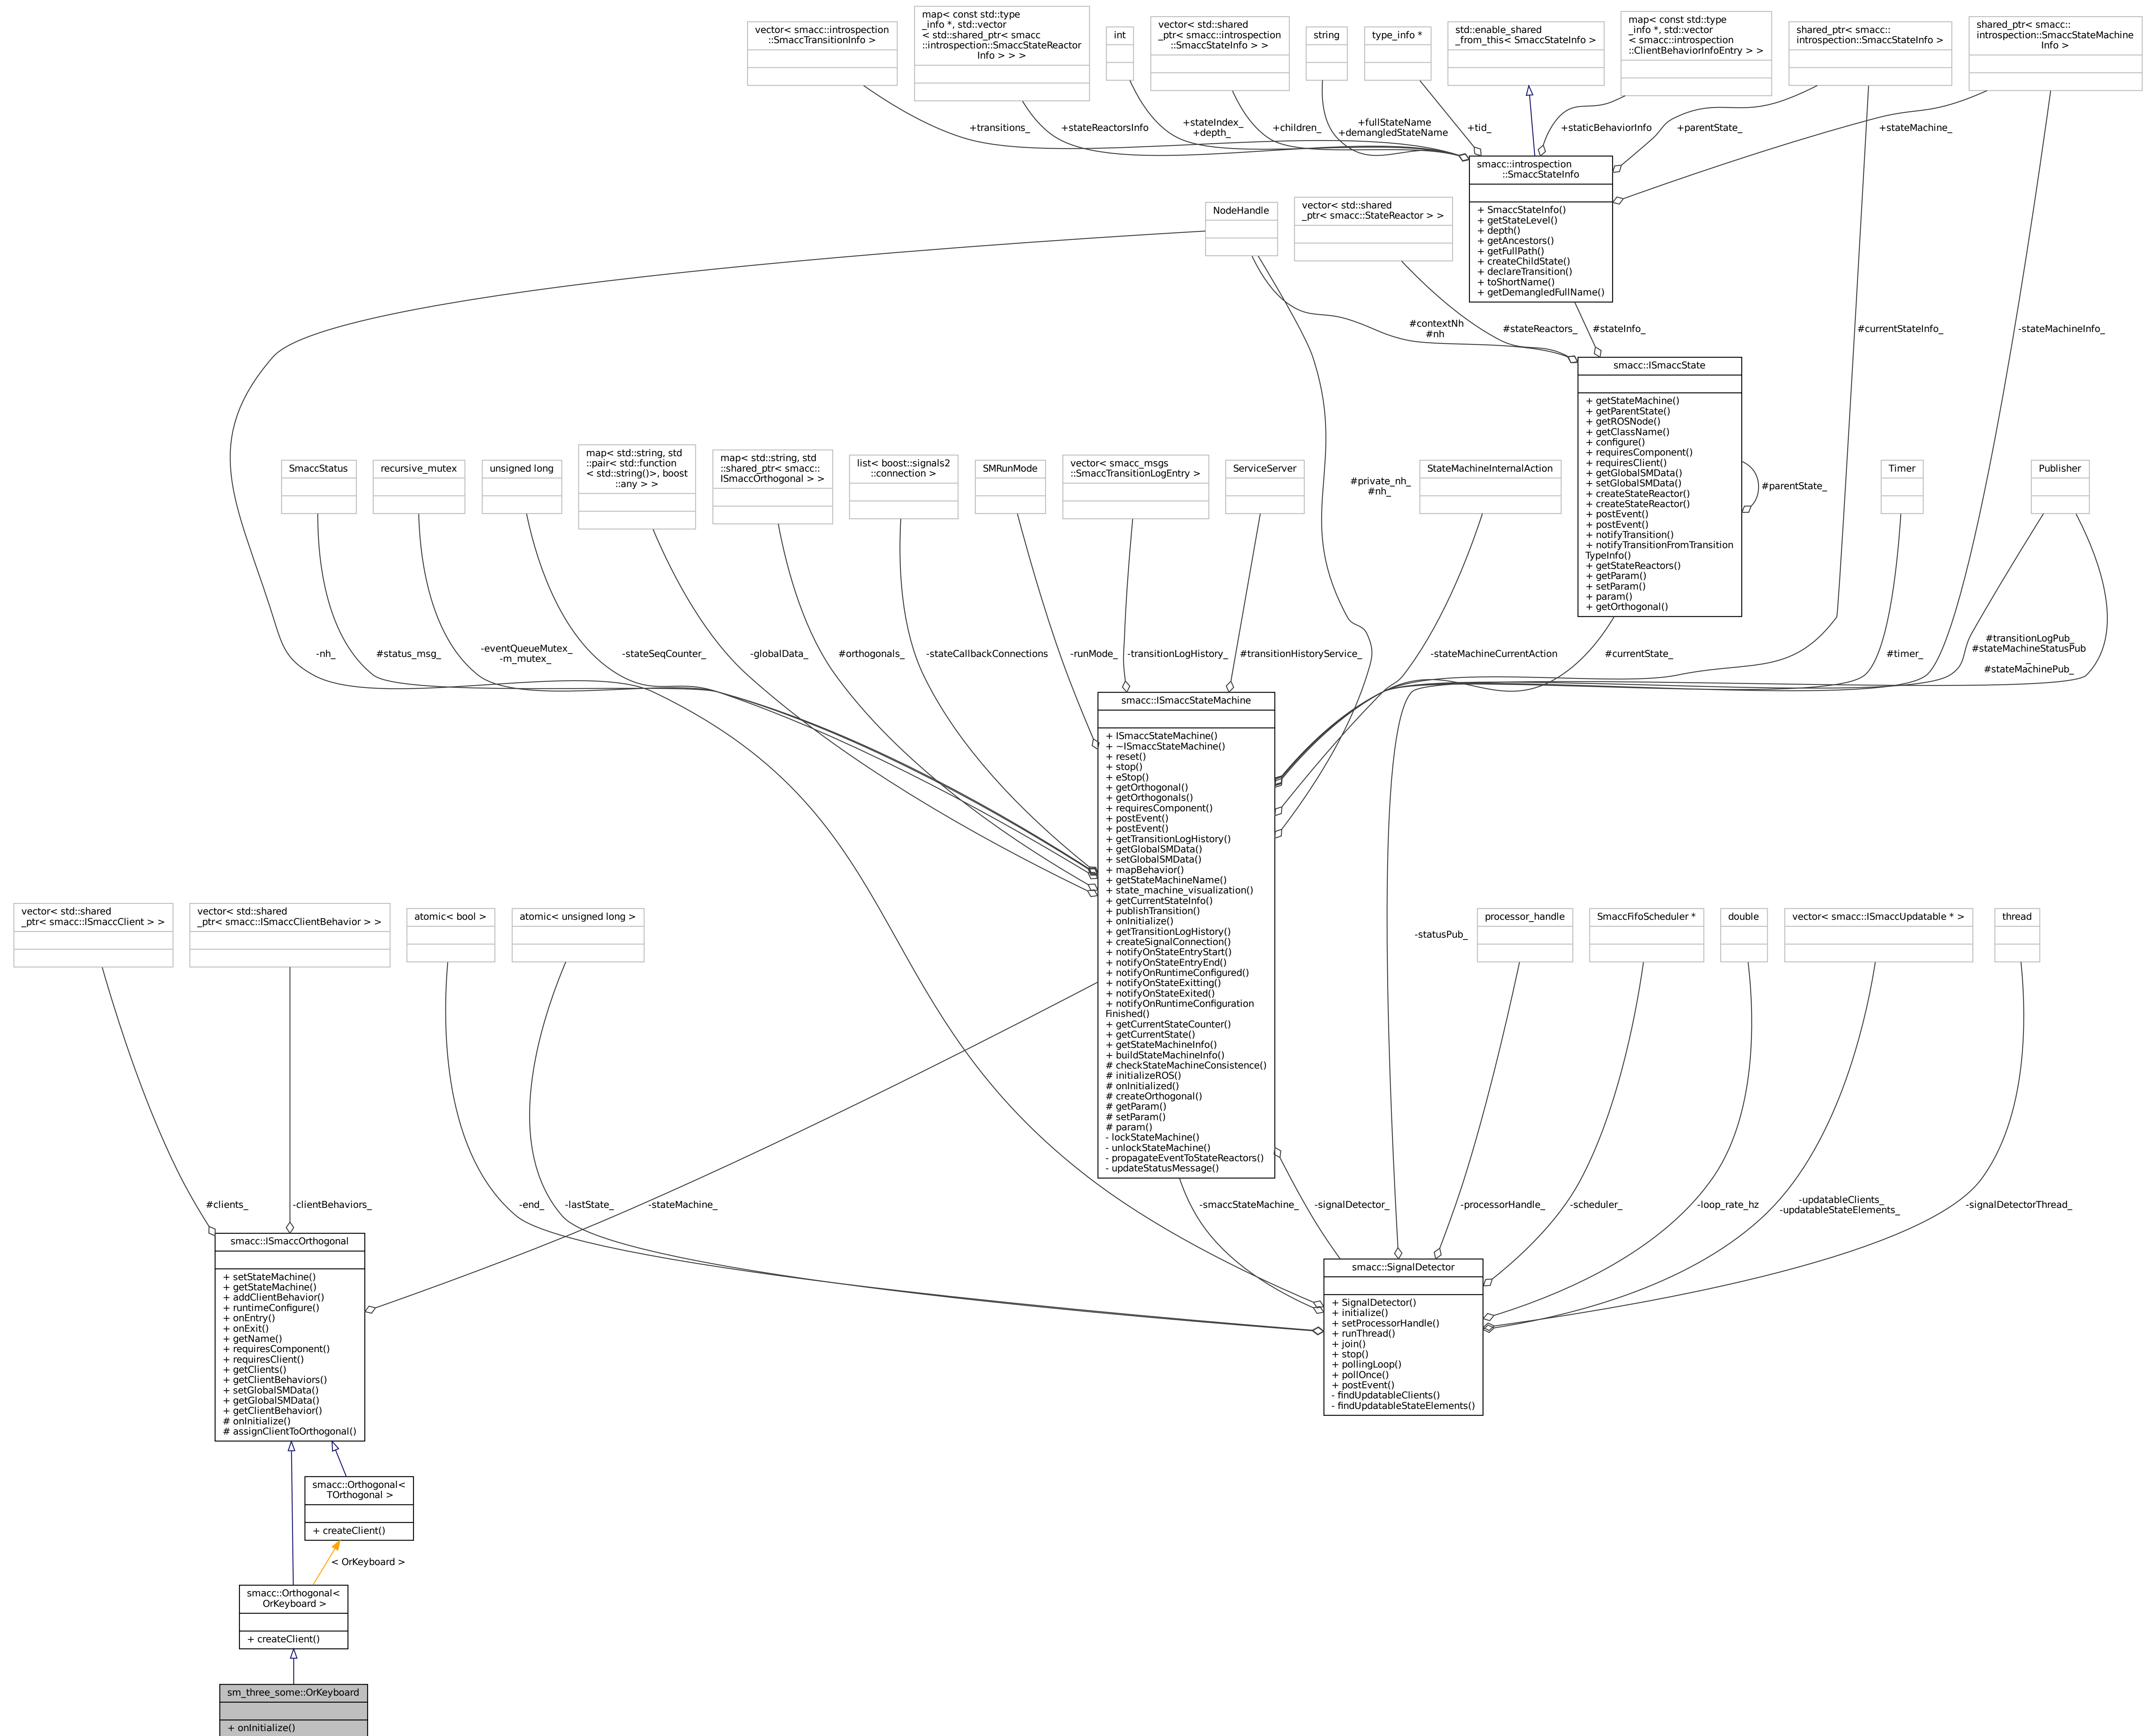 vector< smacc::introspection
::SmaccTransitionInfo >
map< const std::type
_info *, std::vector
< std::shared_ptr< smacc
::introspection::SmaccStateReactor
Info > > >
int
vector< std::shared
_ptr< smacc::introspection
::SmaccStateInfo > >
string
type_info *
std::enable_shared
_from_this< SmaccStateInfo >
map< const std::type
_info *, std::vector
< smacc::introspection
::ClientBehaviorInfoEntry > >
shared_ptr< smacc::
introspection::SmaccStateInfo >
shared_ptr< smacc::
introspection::SmaccStateMachine
Info >
+transitions_
+stateReactorsInfo
+stateIndex_
+depth_
+children_
+fullStateName
+demangledStateName
+tid_
+staticBehaviorInfo
+parentState_
+stateMachine_
smacc::introspection
::SmaccStateInfo
+ SmaccStateInfo()
+ getStateLevel()
+ depth()
+ getAncestors()
+ getFullPath()
+ createChildState()
+ declareTransition()
+ toShortName()
+ getDemangledFullName()
NodeHandle
vector< std::shared
_ptr< smacc::StateReactor > >
#contextNh
#nh
#stateReactors_
#stateInfo_
#currentStateInfo_
-stateMachineInfo_
smacc::ISmaccState
+ getStateMachine()
+ getParentState()
+ getROSNode()
+ getClassName()
+ configure()
+ requiresComponent()
+ requiresClient()
+ getGlobalSMData()
+ setGlobalSMData()
+ createStateReactor()
+ createStateReactor()
+ postEvent()
+ postEvent()
+ notifyTransition()
+ notifyTransitionFromTransition
TypeInfo()
+ getStateReactors()
+ getParam()
+ setParam()
+ param()
+ getOrthogonal()
#parentState_
SmaccStatus
recursive_mutex
unsigned long
map< std::string, std
::pair< std::function
< std::string()>, boost
::any > >
map< std::string, std
::shared_ptr< smacc::
ISmaccOrthogonal > >
list< boost::signals2
::connection >
SMRunMode
vector< smacc_msgs
::SmaccTransitionLogEntry >
ServiceServer
#private_nh_
#nh_
StateMachineInternalAction
Timer
Publisher
-nh_
#status_msg_
-eventQueueMutex_
-m_mutex_
-stateSeqCounter_
-globalData_
#orthogonals_
-stateCallbackConnections
-runMode_
-transitionLogHistory_
#transitionHistoryService_
-stateMachineCurrentAction
#currentState_
#timer_
#transitionLogPub_
#stateMachineStatusPub
_
#stateMachinePub_
smacc::ISmaccStateMachine
+ ISmaccStateMachine()
+ ~ISmaccStateMachine()
+ reset()
+ stop()
+ eStop()
+ getOrthogonal()
+ getOrthogonals()
+ requiresComponent()
+ postEvent()
+ postEvent()
+ getTransitionLogHistory()
+ getGlobalSMData()
+ setGlobalSMData()
+ mapBehavior()
+ getStateMachineName()
+ state_machine_visualization()
+ getCurrentStateInfo()
+ publishTransition()
+ onInitialize()
+ getTransitionLogHistory()
+ createSignalConnection()
+ notifyOnStateEntryStart()
+ notifyOnStateEntryEnd()
+ notifyOnRuntimeConfigured()
+ notifyOnStateExitting()
+ notifyOnStateExited()
+ notifyOnRuntimeConfiguration
Finished()
+ getCurrentStateCounter()
+ getCurrentState()
+ getStateMachineInfo()
+ buildStateMachineInfo()
# checkStateMachineConsistence()
# initializeROS()
# onInitialized()
# createOrthogonal()
# getParam()
# setParam()
# param()
- lockStateMachine()
- unlockStateMachine()
- propagateEventToStateReactors()
- updateStatusMessage()
vector< std::shared
_ptr< smacc::ISmaccClient > >
vector< std::shared
_ptr< smacc::ISmaccClientBehavior > >
atomic< bool >
atomic< unsigned long >
-statusPub_
processor_handle
SmaccFifoScheduler *
double
vector< smacc::ISmaccUpdatable * >
thread
#clients_
-clientBehaviors_
-end_
-lastState_
-stateMachine_
-smaccStateMachine_
-signalDetector_
-processorHandle_
-scheduler_
-loop_rate_hz
-updatableClients_
-updatableStateElements_
-signalDetectorThread_
smacc::ISmaccOrthogonal
+ setStateMachine()
+ getStateMachine()
+ addClientBehavior()
+ runtimeConfigure()
+ onEntry()
+ onExit()
+ getName()
+ requiresComponent()
+ requiresClient()
+ getClients()
+ getClientBehaviors()
+ setGlobalSMData()
+ getGlobalSMData()
+ getClientBehavior()
# onInitialize()
# assignClientToOrthogonal()
smacc::SignalDetector
+ SignalDetector()
+ initialize()
+ setProcessorHandle()
+ runThread()
+ join()
+ stop()
+ pollingLoop()
+ pollOnce()
+ postEvent()
- findUpdatableClients()
- findUpdatableStateElements()
smacc::Orthogonal<
TOrthogonal >
+ createClient()
< OrKeyboard >
smacc::Orthogonal<
OrKeyboard >
+ createClient()
sm_three_some::OrKeyboard
+ onInitialize()